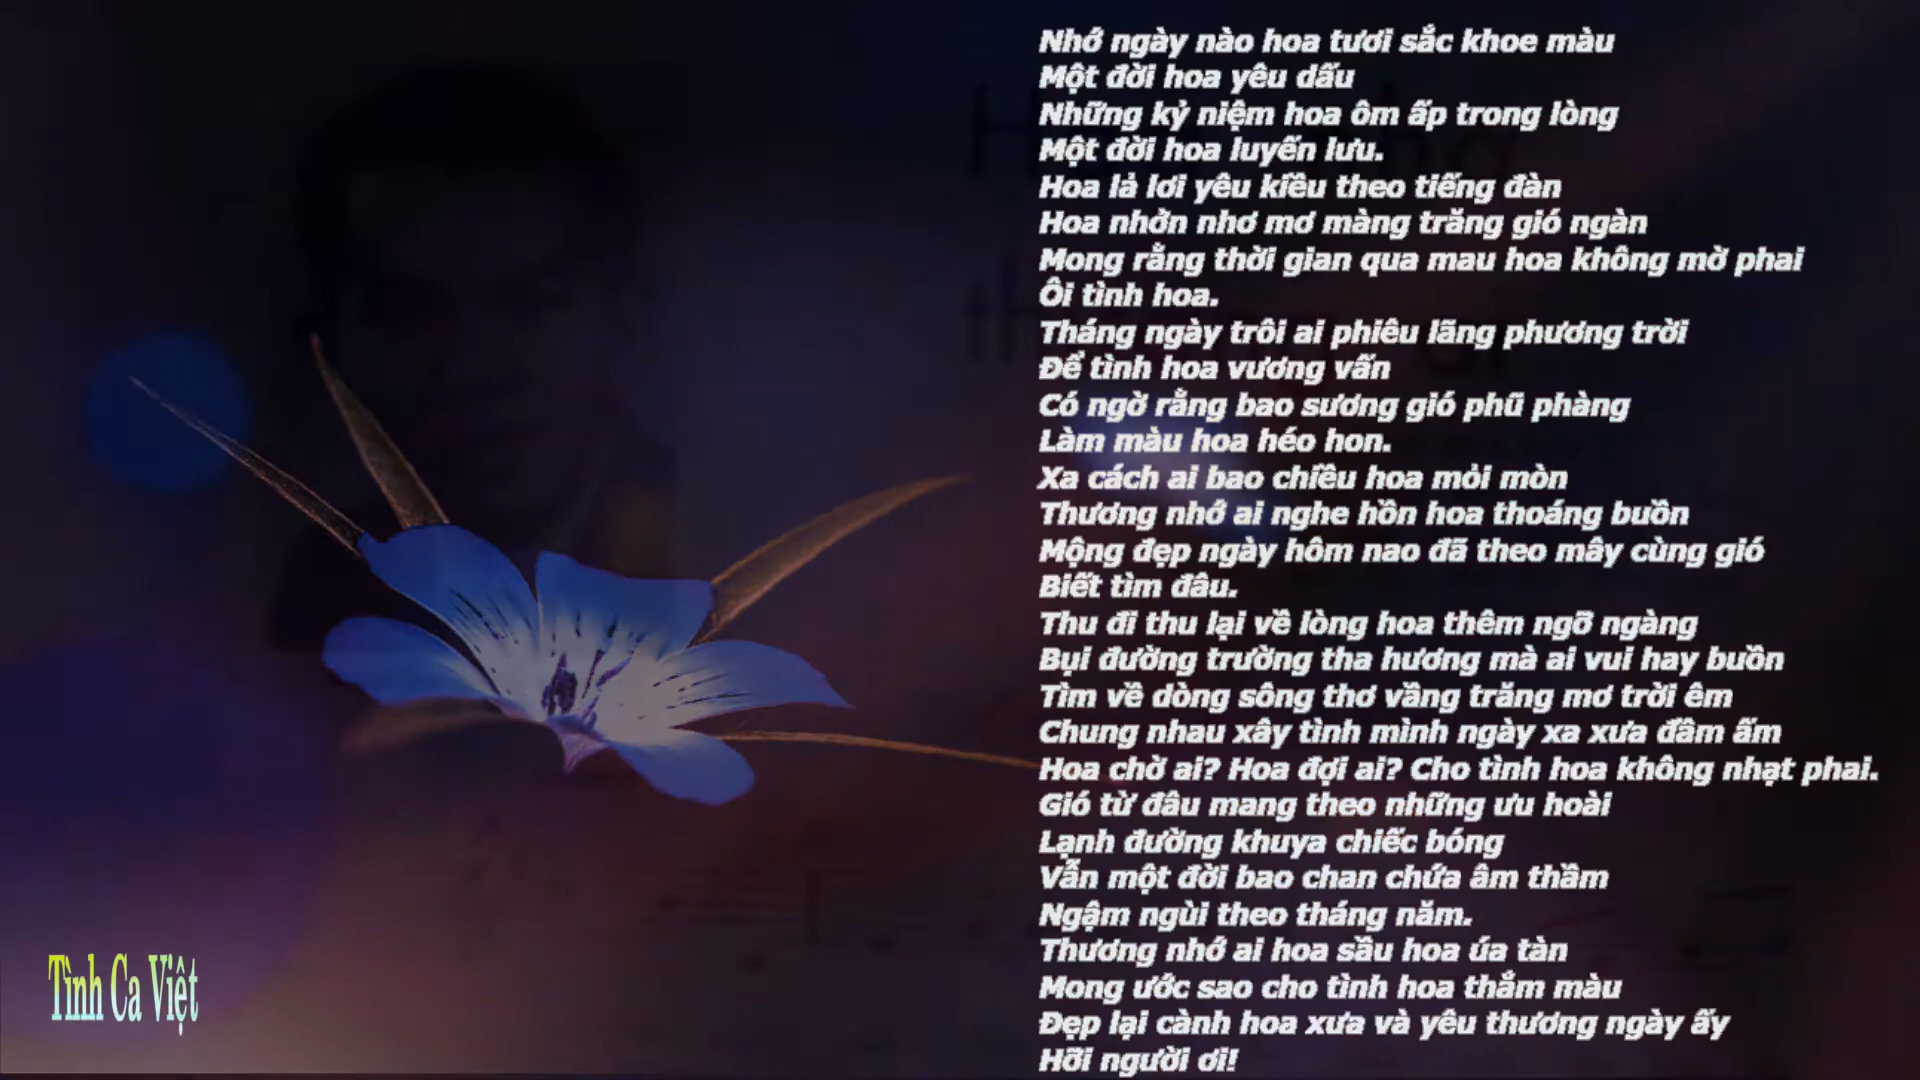 Nhớ ngày nào hoa tươi sắc khoe màu
Một đời hoa yêu dấu
Những kỷ niệm hoa ôm ấp trong lòng
Một đời hoa luyến lưu.
Hoa lả lơi yêu kiều theo tiếng đàn
Hoa nhởn nhơ mơ màng trăng gió ngàn
Mong rằng thời gian qua mau hoa không mờ phai
Ôi tình hoa.
Tháng ngày trôi ai phiêu lãng phương trời
Để tình hoa vương vấn
Có ngờ rằng bao sương gió phũ phàng
Làm màu hoa héo hon.
Xa cách ai bao chiều hoa mỏi mòn
Thương nhớ ai nghe hồn hoa thoáng buồn
Mộng đẹp ngày hôm nao đã theo mây cùng gió
Biết tìm đâu.
Thu đi thu lại về lòng hoa thêm ngỡ ngàng
Bụi đường trường tha hương mà ai vui hay buồn
Tìm về dòng sông thơ vầng trăng mơ trời êm
Chung nhau xây tình mình ngày xa xưa đầm ấm
Hoa chờ ai? Hoa đợi ai? Cho tình hoa không nhạt phai.
Gió từ đâu mang theo những ưu hoài
Lạnh đường khuya chiếc bóng
Vẫn một đời bao chan chứa âm thầm
Ngậm ngùi theo tháng năm.
Thương nhớ ai hoa sầu hoa úa tàn
Mong ước sao cho tình hoa thắm màu
Đẹp lại cành hoa xưa và yêu thương ngày ấy
Hỡi người ơi!
Tình Ca Việt